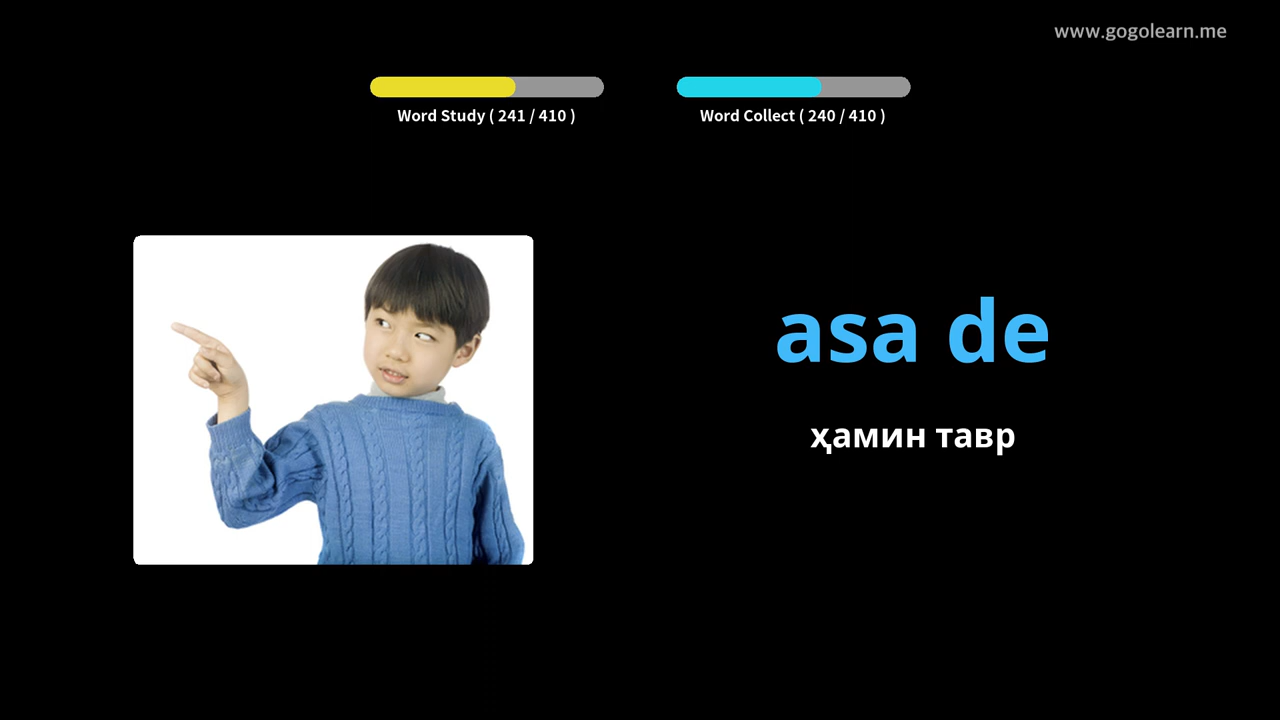 www.gogolearn.me
Word Study ( 241 / 410 )
Word Collect ( 240 / 410 )
asa de
ҳамин тавр